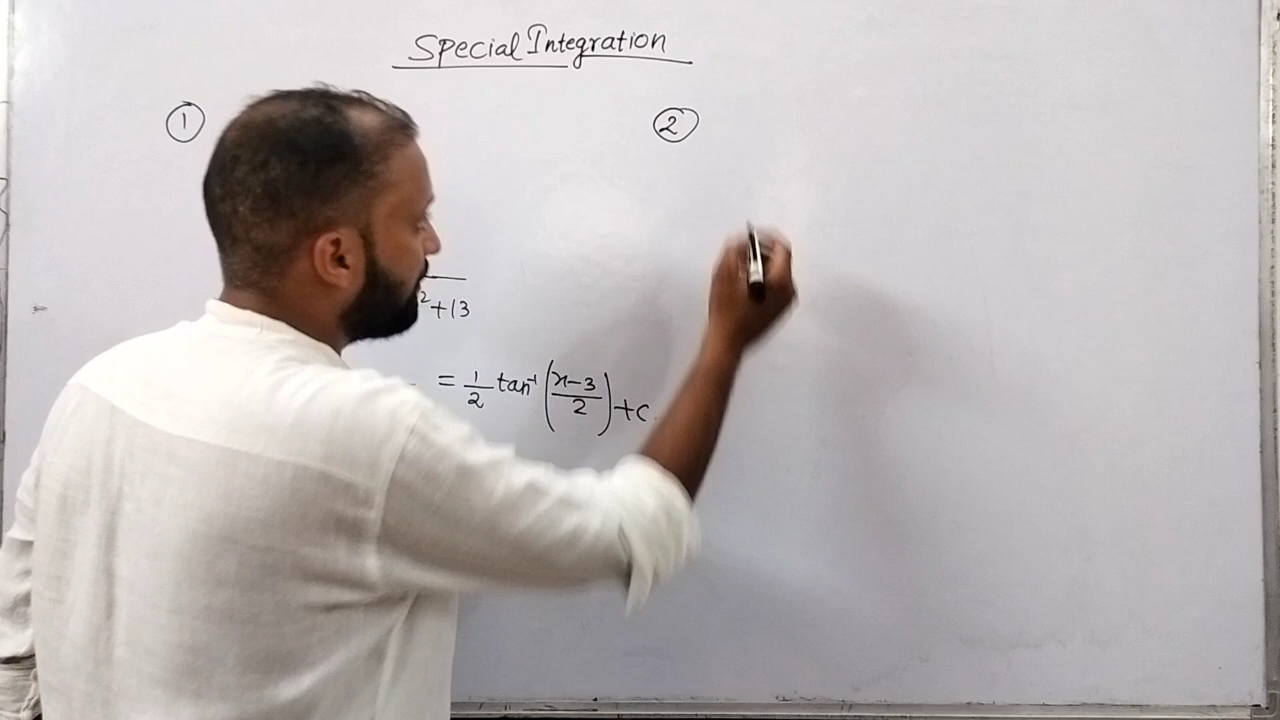 Special Integration
① ②
²+13
= 1/2 tan⁻¹ (x-3/2) +c.